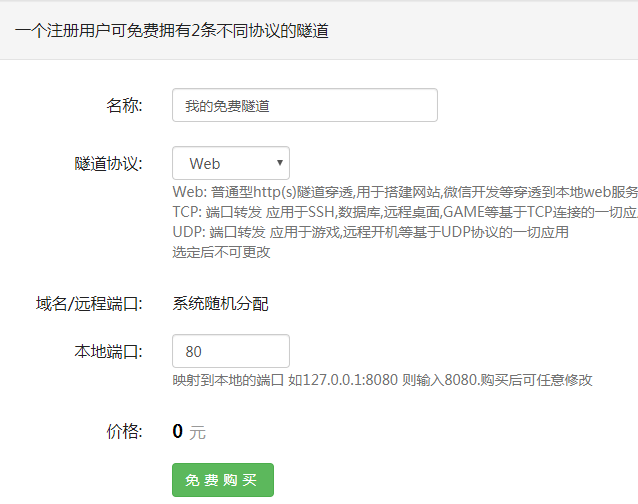 一个注册用户可免费拥有2条不同协议的隧道
名称: 我的免费隧道
隧道协议: Web
Web: 普通型http(s)隧道穿透,用于搭建网站,微信开发等穿透到本地web服务
TCP: 端口转发 应用于SSH,数据库,远程桌面,GAME等基于TCP连接的一切应
UDP: 端口转发 应用于游戏,远程开机等基于UDP协议的一切应用
选定后不可更改
域名/远程端口: 系统随机分配
本地端口: 80
映射到本地的端口 如127.0.0.1:8080 则输入8080.购买后可任意修改
价格: 0 元
免费购买